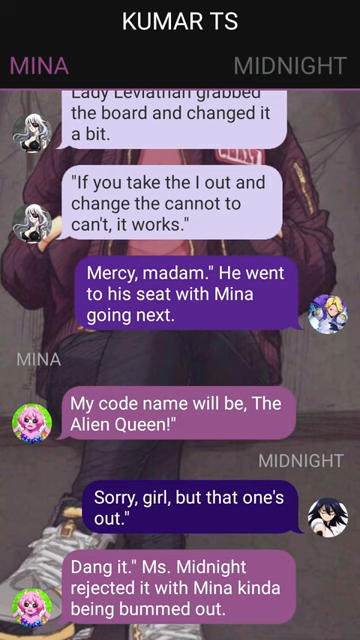 KUMAR TS
MINA
MIDNIGHT
Lady Leviathan grabbed
the board and changed it
a bit.
"If you take the I out and
change the cannot to
can't, it works."
Mercy, madam." He went
to his seat with Mina
going next.
MINA
My code name will be, The
Alien Queen!"
MIDNIGHT
Sorry, girl, but that one's
out."
Dang it." Ms. Midnight
rejected it with Mina kinda
being bummed out.